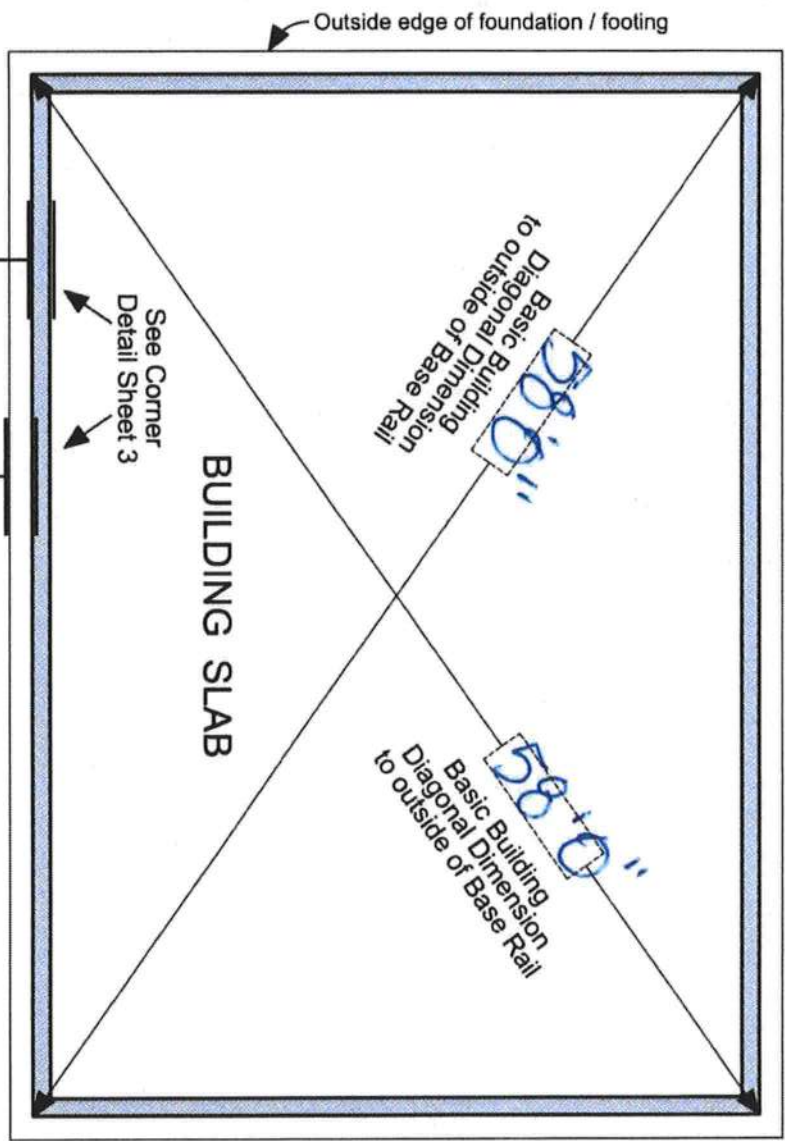 Outside edge of foundation / footing
Basic Building
Diagonal Dimension
to outside of Base Rail
58'0"
58'0"
Basic Building
Diagonal Dimension
to outside of Base Rail
See Corner
Detail Sheet 3
BUILDING SLAB